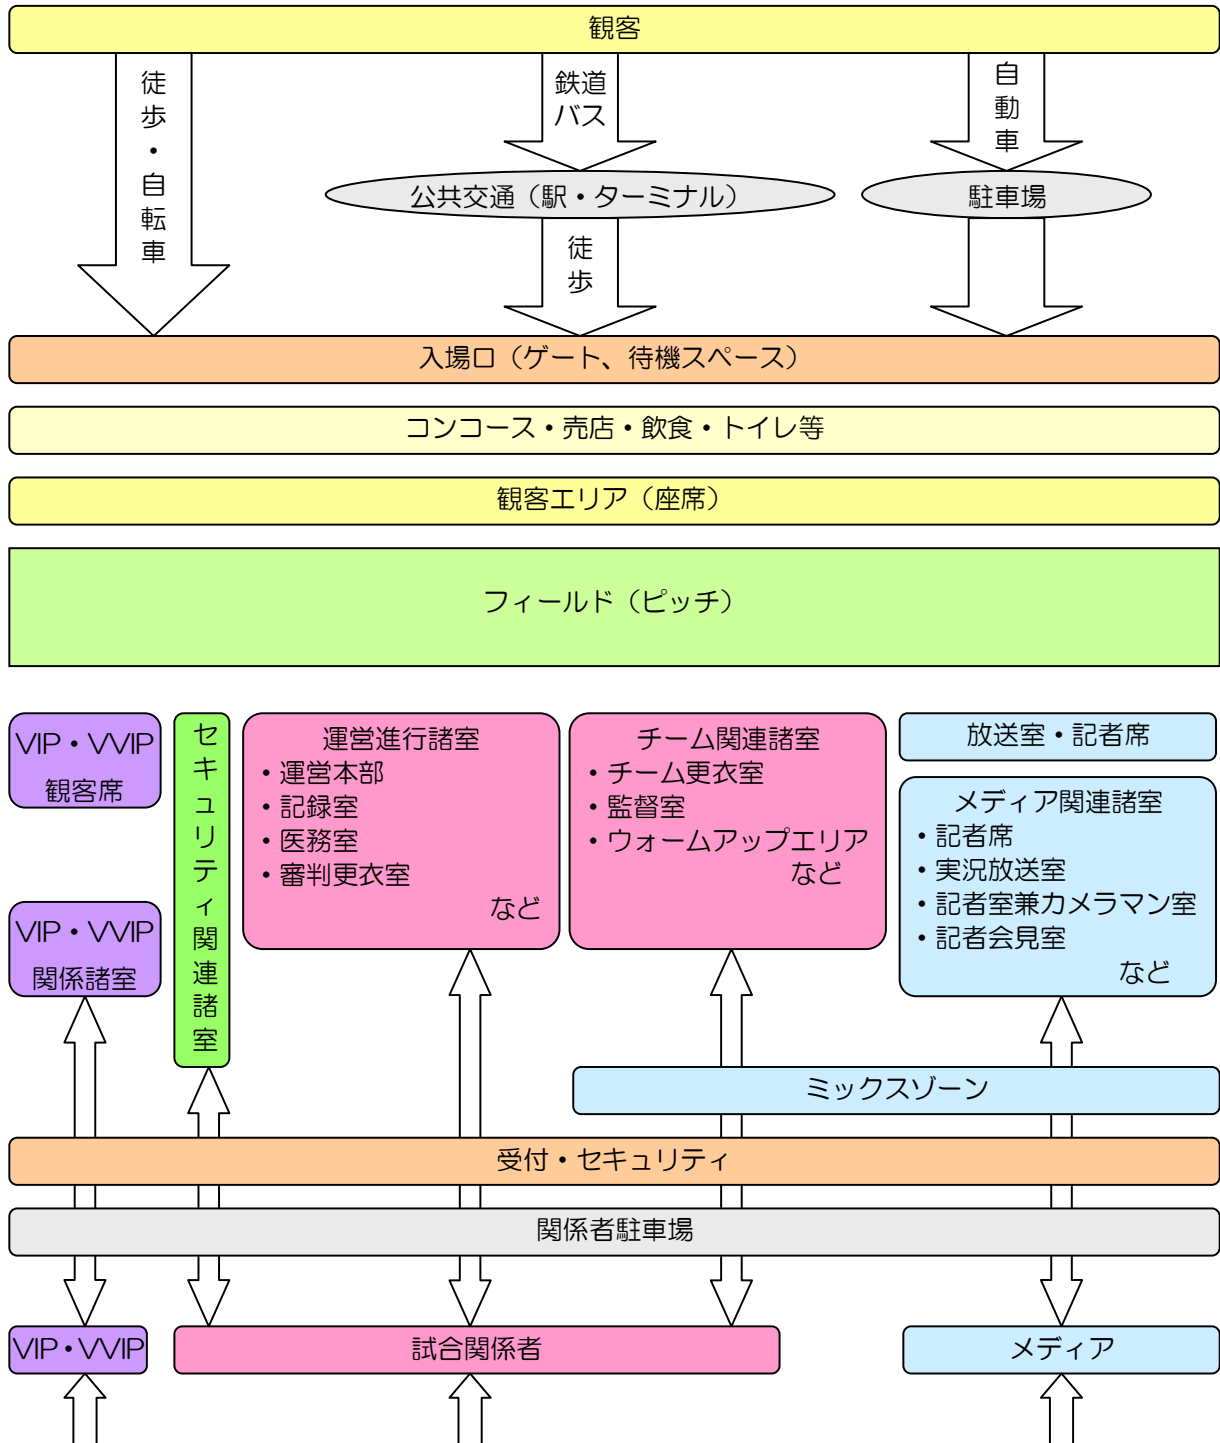 観客
徒歩・自転車
鉄道
バス
自動車
公共交通（駅・ターミナル）
駐車場
徒歩
入場口（ゲート、待機スペース）
コンコース・売店・飲食・トイレ等
観客エリア（座席）
フィールド（ピッチ）
VIP・VVIP
観客席
VIP・VVIP
関係諸室
セキュリティ関連諸室
運営進行諸室
・運営本部
・記録室
・医務室
・審判更衣室
など
チーム関連諸室
・チーム更衣室
・監督室
・ウォームアップエリア
など
放送室・記者席
メディア関連諸室
・記者席
・実況放送室
・記者室兼カメラマン室
・記者会見室
など
ミックスゾーン
受付・セキュリティ
関係者駐車場
VIP・VVIP
試合関係者
メディア